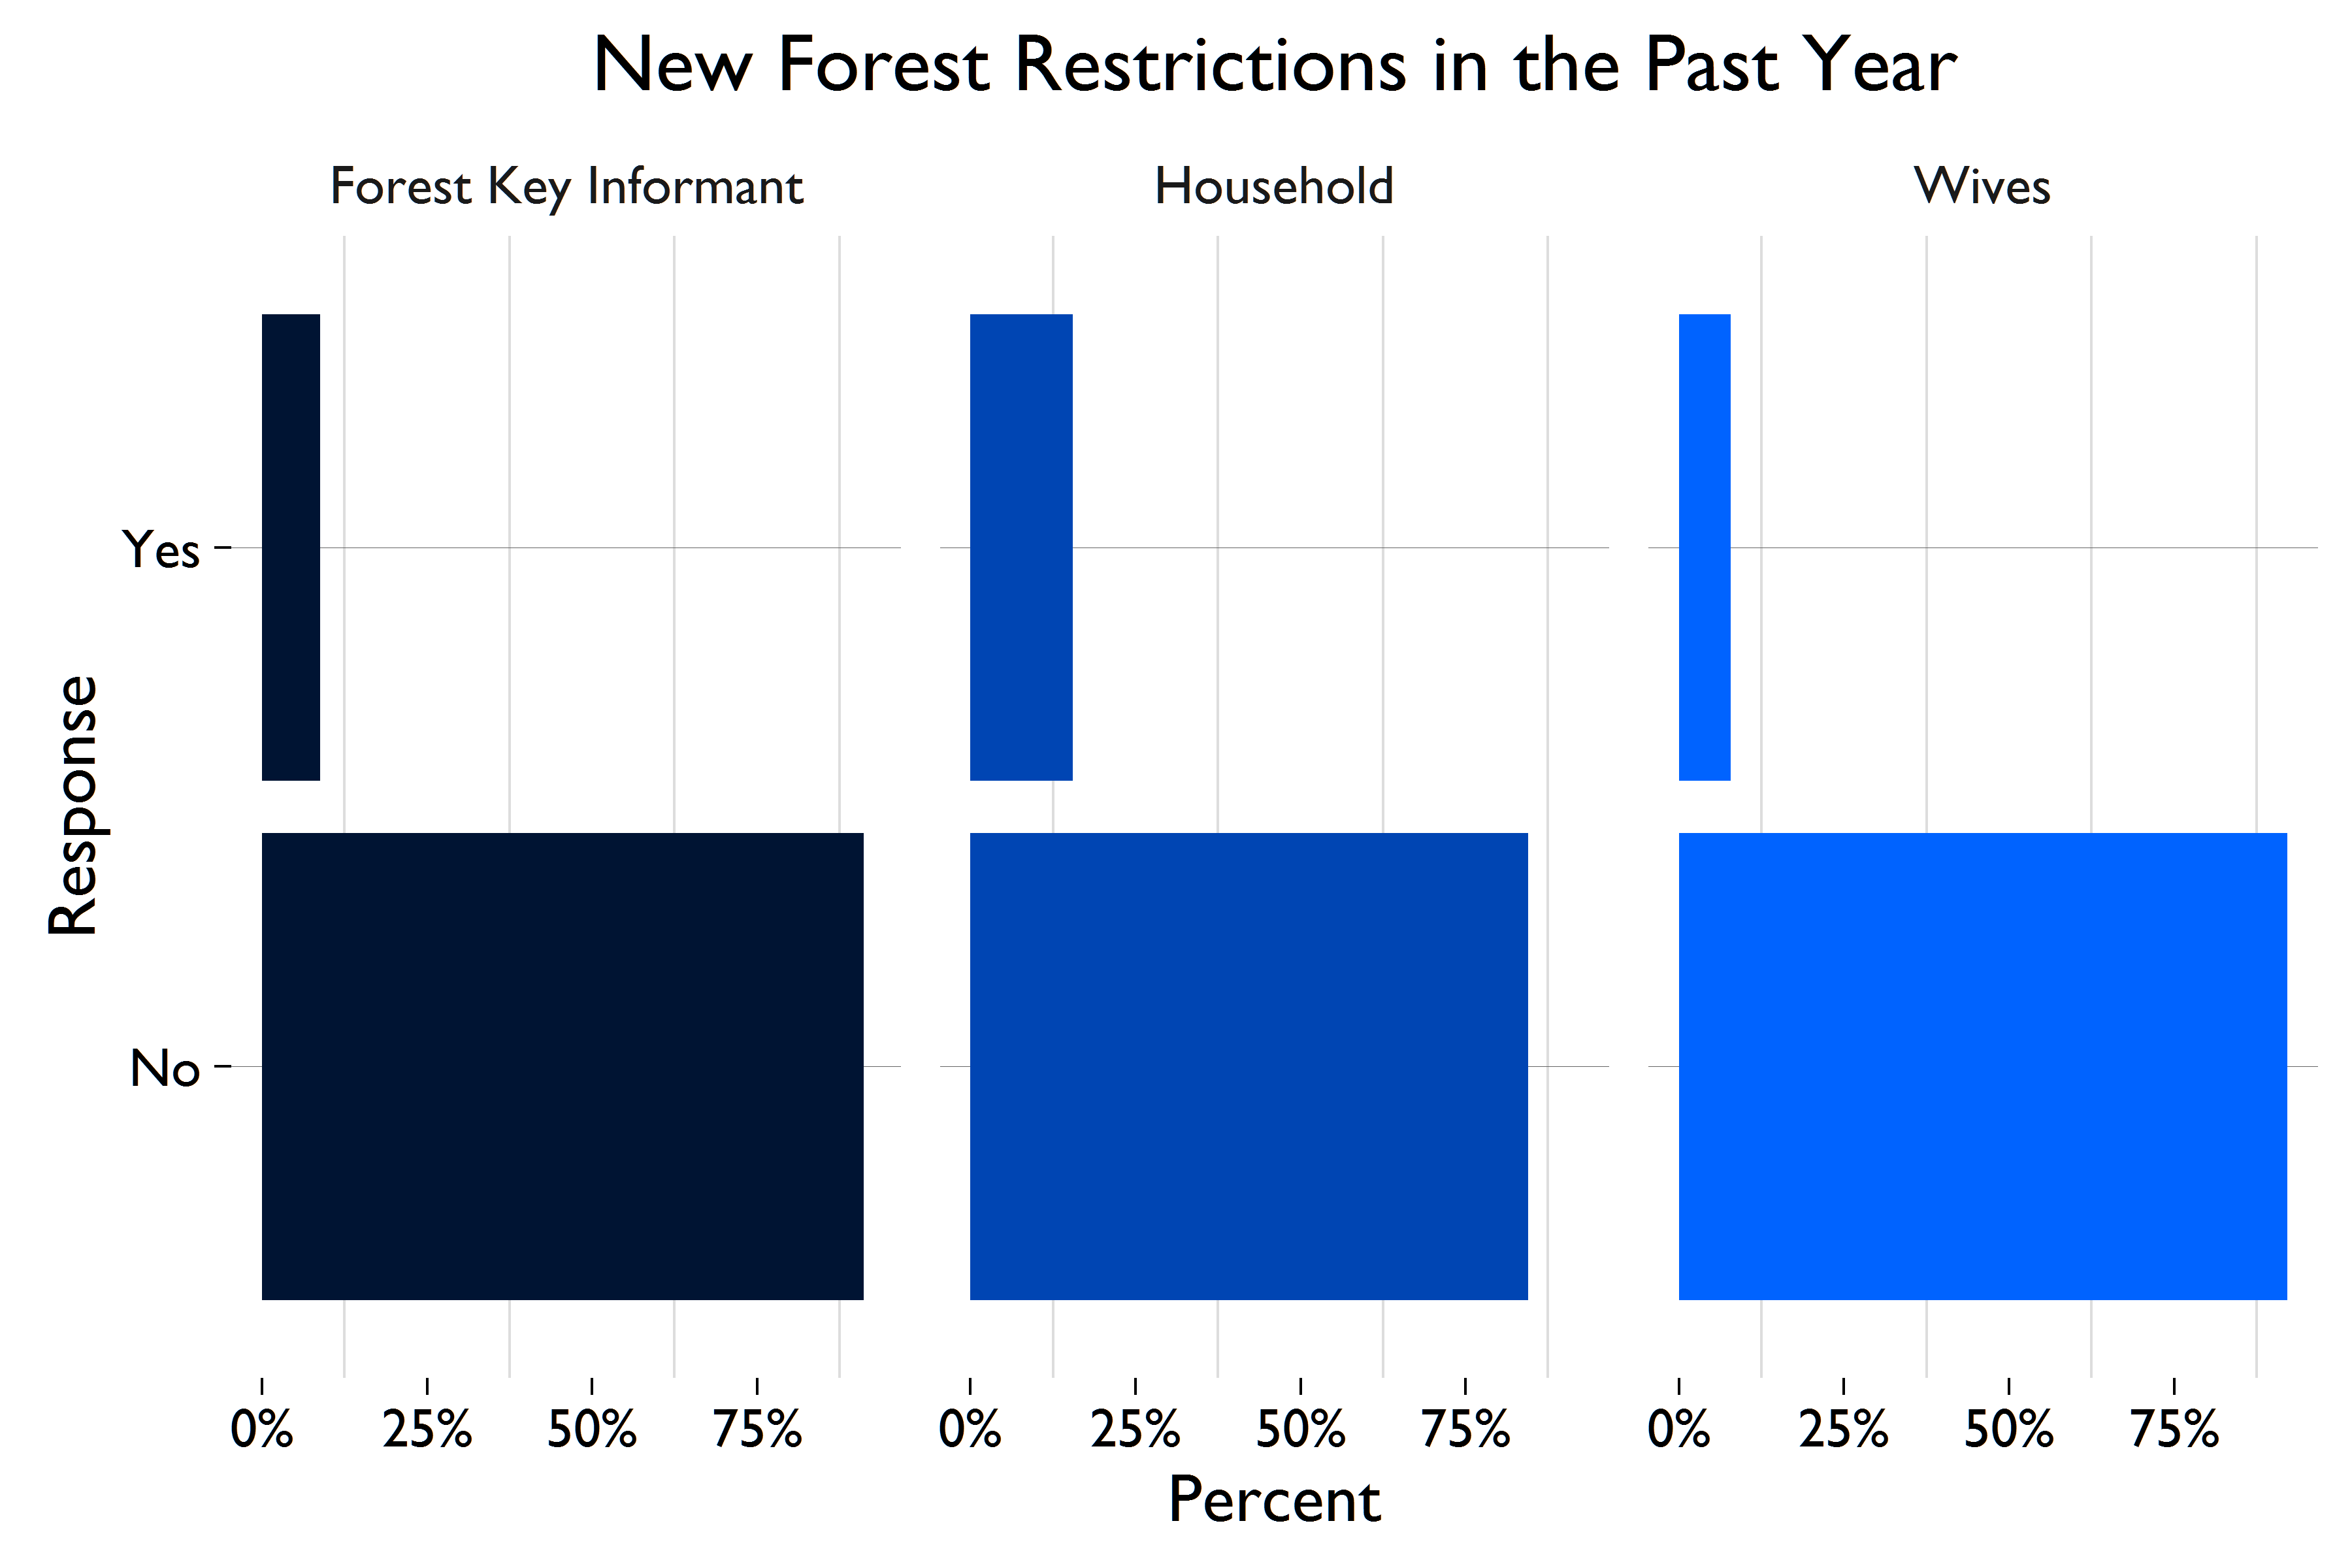 New Forest Restrictions in the Past Year
Forest Key Informant
Household
Wives
Response
Yes
No
0% 25% 50% 75%
0% 25% 50% 75%
0% 25% 50% 75%
Percent